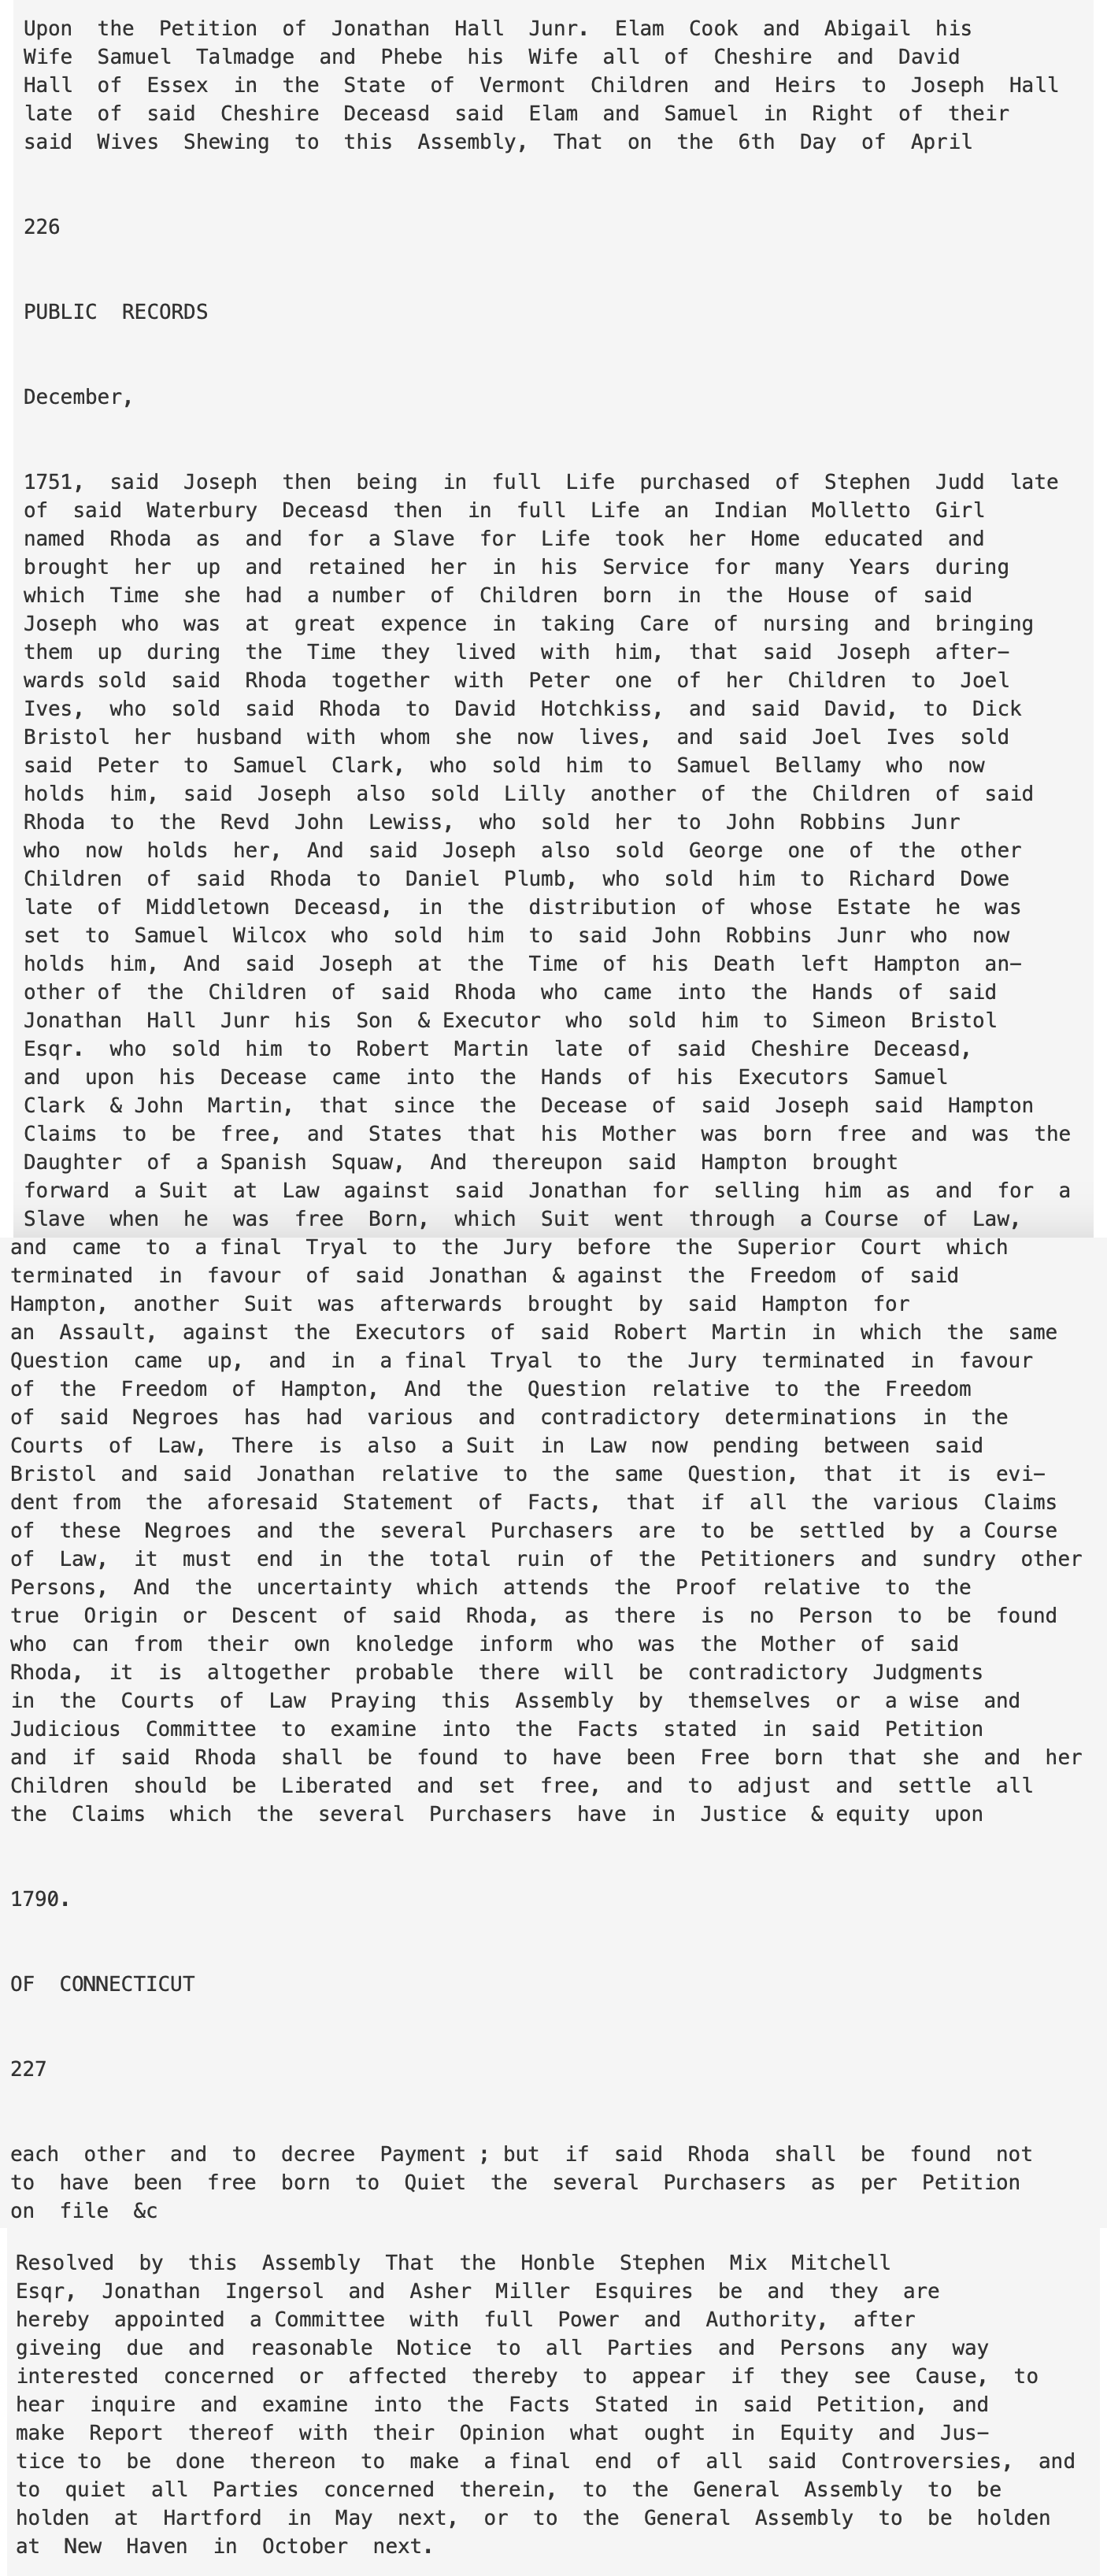 Upon the Petition of Jonathan Hall Junr. Elam Cook and Abigail his
Wife Samuel Talmadge and Phebe his Wife all of Cheshire and David
Hall of Essex in the State of Vermont Children and Heirs to Joseph Hall
late of said Cheshire Deceasd said Elam and Samuel in Right of their
said Wives Shewing to this Assembly, That on the 6th Day of April
226
PUBLIC RECORDS
December,
1751, said Joseph then being in full Life purchased of Stephen Judd late
of said Waterbury Deceasd then in full Life an Indian Molletto Girl
named Rhoda as and for a Slave for Life took her Home educated and
brought her up and retained her in his Service for many Years during
which Time she had a number of Children born in the House of said
Joseph who was at great expence in taking Care of nursing and bringing
them up during the Time they lived with him, that said Joseph after-
wards sold said Rhoda together with Peter one of her Children to Joel
Ives, who sold said Rhoda to David Hotchkiss, and said David, to Dick
Bristol her husband with whom she now lives, and said Joel Ives sold
said Peter to Samuel Clark, who sold him to Samuel Bellamy who now
holds him, said Joseph also sold Lilly another of the Children of said
Rhoda to the Revd John Lewiss, who sold her to John Robbins Junr
who now holds her, And said Joseph also sold George one of the other
Children of said Rhoda to Daniel Plumb, who sold him to Richard Dowe
late of Middletown Deceasd, in the distribution of whose Estate he was
set to Samuel Wilcox who sold him to said John Robbins Junr who now
holds him, And said Joseph at the Time of his Death left Hampton an-
other of the Children of said Rhoda who came into the Hands of said
Jonathan Hall Junr his Son & Executor who sold him to Simeon Bristol
Esqr. who sold him to Robert Martin late of said Cheshire Deceasd,
and upon his Decease came into the Hands of his Executors Samuel
Clark & John Martin, that since the Decease of said Joseph said Hampton
Claims to be free, and States that his Mother was born free and was the
Daughter of a Spanish Squaw, And thereupon said Hampton brought
forward a Suit at Law against said Jonathan for selling him as and for a
Slave when he was free Born, which Suit went through a Course of Law,
and came to a final Tryal to the Jury before the Superior Court which
terminated in favour of said Jonathan & against the Freedom of said
Hampton, another Suit was afterwards brought by said Hampton for
an Assault, against the Executors of said Robert Martin in which the same
Question came up, and in a final Tryal to the Jury terminated in favour
of the Freedom of Hampton, And the Question relative to the Freedom
of said Negroes has had various and contradictory determinations in the
Courts of Law, There is also a Suit in Law now pending between said
Bristol and said Jonathan relative to the same Question, that it is evi-
dent from the aforesaid Statement of Facts, that if all the various Claims
of these Negroes and the several Purchasers are to be settled by a Course
of Law, it must end in the total ruin of the Petitioners and sundry other
Persons, And the uncertainty which attends the Proof relative to the
true Origin or Descent of said Rhoda, as there is no Person to be found
who can from their own knoledge inform who was the Mother of said
Rhoda, it is altogether probable there will be contradictory Judgments
in the Courts of Law Praying this Assembly by themselves or a wise and
Judicious Committee to examine into the Facts stated in said Petition
and if said Rhoda shall be found to have been Free born that she and her
Children should be Liberated and set free, and to adjust and settle all
the Claims which the several Purchasers have in Justice & equity upon
1790.
OF CONNECTICUT
227
each other and to decree Payment ; but if said Rhoda shall be found not
to have been free born to Quiet the several Purchasers as per Petition
on file &c
Resolved by this Assembly That the Honble Stephen Mix Mitchell
Esqr, Jonathan Ingersol and Asher Miller Esquires be and they are
hereby appointed a Committee with full Power and Authority, after
giveing due and reasonable Notice to all Parties and Persons any way
interested concerned or affected thereby to appear if they see Cause, to
hear inquire and examine into the Facts Stated in said Petition, and
make Report thereof with their Opinion what ought in Equity and Jus-
tice to be done thereon to make a final end of all said Controversies, and
to quiet all Parties concerned therein, to the General Assembly to be
holden at Hartford in May next, or to the General Assembly to be holden
at New Haven in October next.